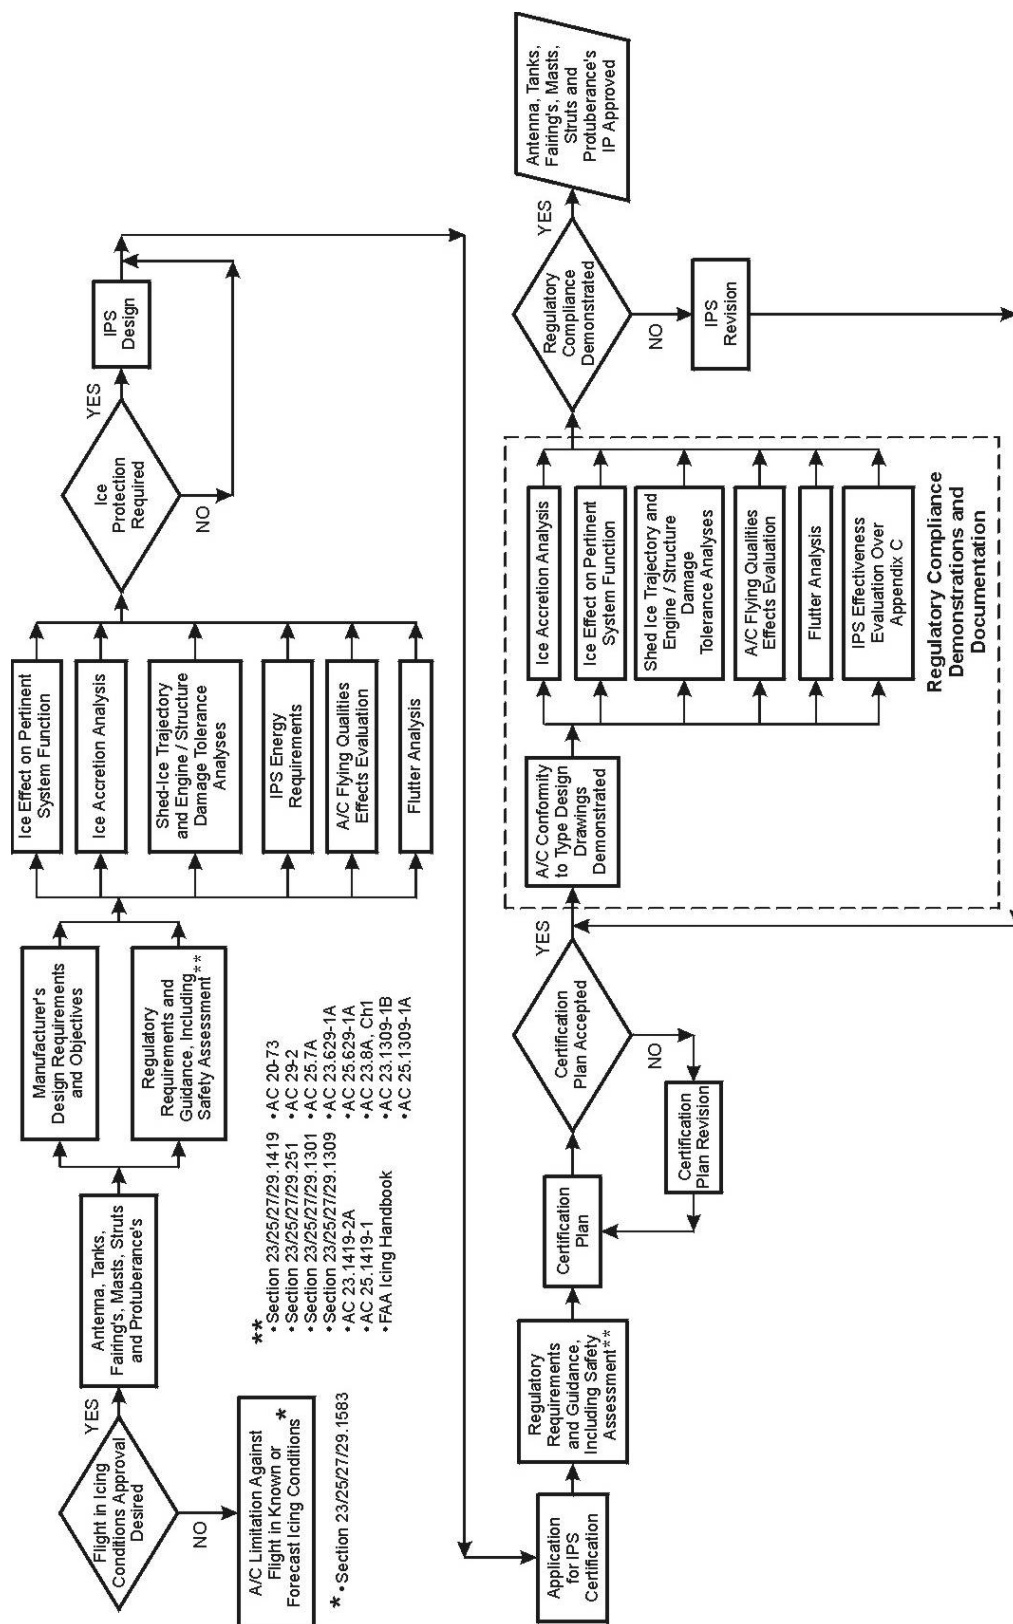 Flight in Icing
Conditions Approval
Desired
YES
NO
A/C Limitation Against
Flight in Known or
Forecast Icing Conditions *
* • Section 23/25/27/29.1583
Antenna, Tanks,
Fairing's, Masts, Struts
and Protuberance's
Manufacturer's
Design Requirements
and Objectives
Regulatory
Requirements and
Guidance, Including
Safety Assessment**
**
• Section 23/25/27/29.1419
• Section 23/25/27/29.251
• Section 23/25/27/29.1301
• Section 23/25/27/29.1309
• AC 23.1419-2A
• AC 25.1419-1
• FAA Icing Handbook
• AC 20-73
• AC 29-2
• AC 25.7A
• AC 23.629-1A
• AC 25.629-1A
• AC 23.8A, Ch1
• AC 23.1309-1B
• AC 25.1309-1A
Ice Effect on Pertinent
System Function
Ice Accretion Analysis
Shed-Ice Trajectory
and Engine / Structure
Damage Tolerance
Analyses
IPS Energy
Requirements
A/C Flying Qualities
Effects Evaluation
Flutter Analysis
Ice
Protection
Required
YES
NO
IPS
Design
Application
for IPS
Certification
Regulatory
Requirements
and Guidance,
Including Safety
Assessment**
Certification
Plan
Certification
Plan Accepted
YES
NO
Certification
Plan Revision
A/C Conformity
to Type Design
Drawings
Demonstrated
Ice Accretion Analysis
Ice Effect on Pertinent
System Function
Shed Ice Trajectory and
Engine / Structure
Damage
Tolerance Analyses
A/C Flying Qualities
Effects Evaluation
Flutter Analysis
IPS Effectiveness
Evaluation Over
Appendix C
Regulatory Compliance
Demonstrations and
Documentation
Regulatory
Compliance
Demonstrated
YES
NO
IPS
Revision
Antenna, Tanks,
Fairing's, Masts,
Struts and
Protuberance's
IP Approved